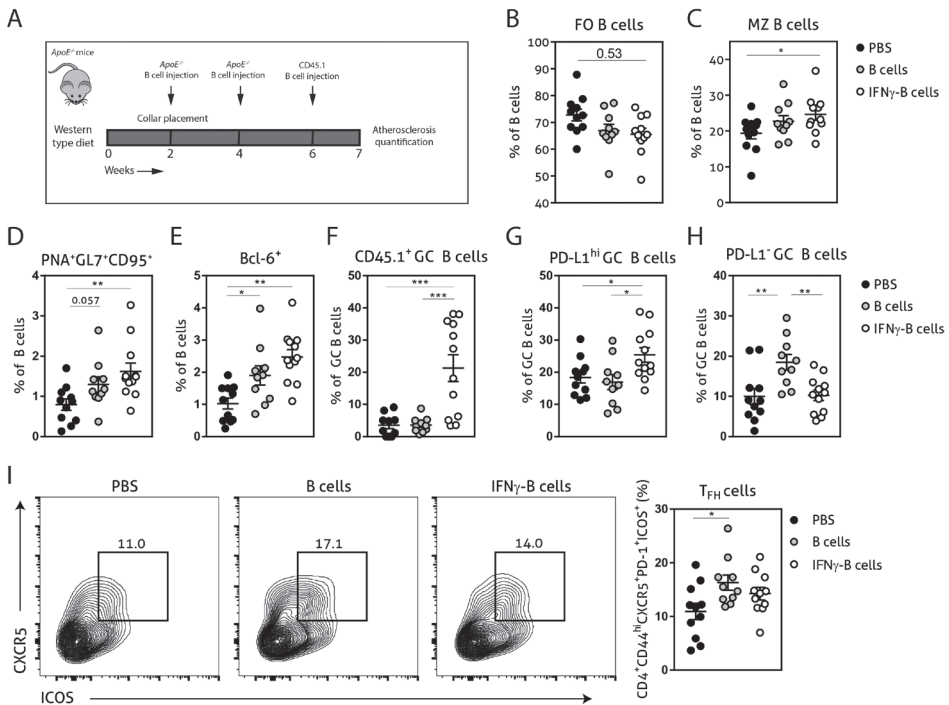 A
ApoE-/- mice
ApoE-/-
B cell injection
ApoE-/-
B cell injection
CD45.1
B cell injection
Collar placement
Western
type diet
Atherosclerosis
quantification
0
2
4
6
7
Weeks
B
FO B cells
0.53
% of B cells
100
90
80
70
60
50
40
C
MZ B cells
*
% of B cells
40
30
20
10
0
PBS
B cells
IFNγ-B cells
D
PNA+GL7+CD95+
**
0.057
% of B cells
4
3
2
1
0
E
Bcl-6+
**
*
% of B cells
5
4
3
2
1
0
F
CD45.1+ GC B cells
***
***
% of GC B cells
50
40
30
20
10
0
G
PD-L1hi GC B cells
*
*
% of GC B cells
50
40
30
20
10
0
H
PD-L1- GC B cells
**
**
% of GC B cells
40
30
20
10
0
PBS
B cells
IFNγ-B cells
I
PBS
11.0
B cells
17.1
IFNγ-B cells
14.0
CXCR5
ICOS
TFH cells
*
CD4+CD44hiCXCR5+PD-1+ICOS+ (%)
30
20
10
0
PBS
B cells
IFNγ-B cells